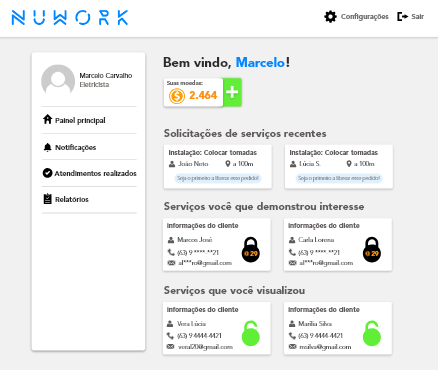 NUWORK
Configurações
Sair
Marcelo Carvalho
Eletricista
Painel principal
Notificações
Atendimentos realizados
Relatórios
Bem vindo, Marcelo!
Suas moedas:
$ 2.464 +
Solicitações de serviços recentes
Instalação: Colocar tomadas
João Neto
a 100m
Seja o primeiro a liberar esse pedido!
Instalação: Colocar tomadas
Lúcia S.
a 100m
Seja o primeiro a liberar esse pedido!
Serviços você que demonstrou interesse
Informações do cliente
Marcos José
(63) 9 ****-**21
al***ro@gmail.com
29
Informações do cliente
Carla Lorena
(63) 9 ****-**21
al***ro@gmail.com
29
Serviços que você visualizou
Informações do cliente
Vera Lúcia
(63) 9 4444-4421
veral20@gmail.com
Informações do cliente
Marília Silva
(63) 9 4444-4421
msilva@gmail.com